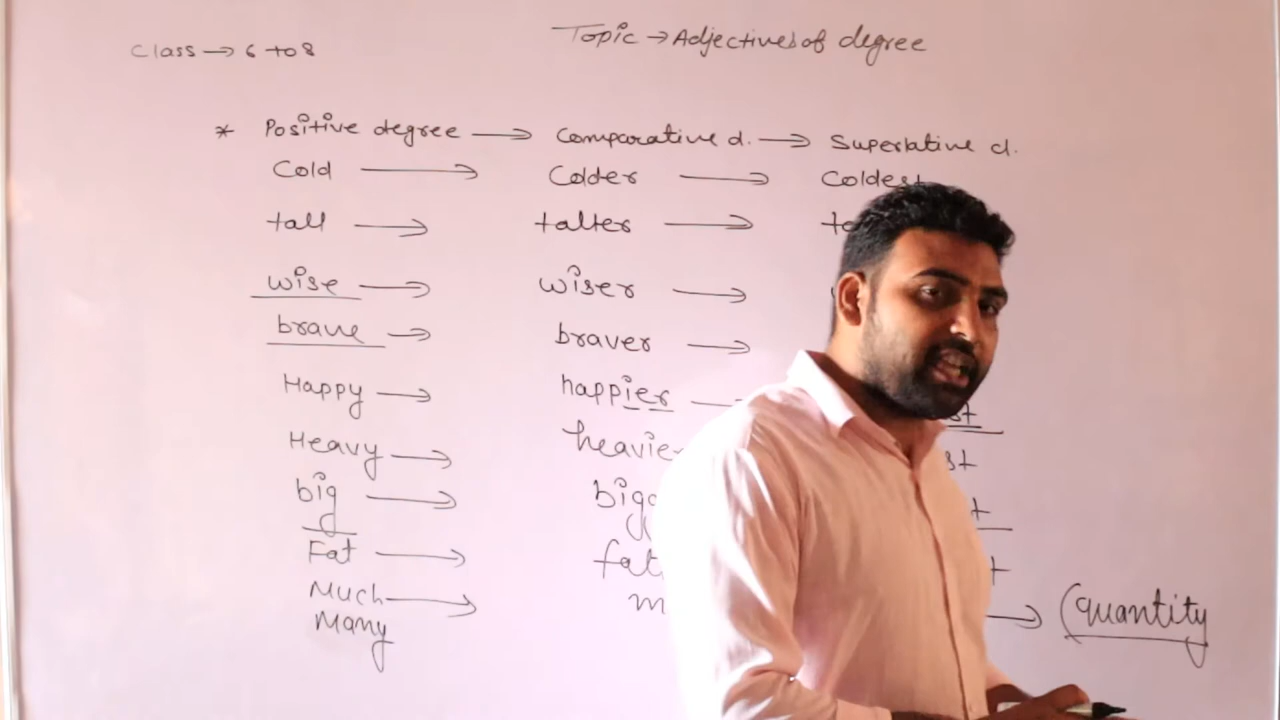 Class → 6 to 8
Topic → Adjectives of degree
* Positive degree → Comparative d. → Superlative d.
Cold → Colder → Coldest
tall → taller →
wise → wiser →
brave → braver →
Happy → happier →
Heavy →
big →
Fat →
Much → → (quantity
Many